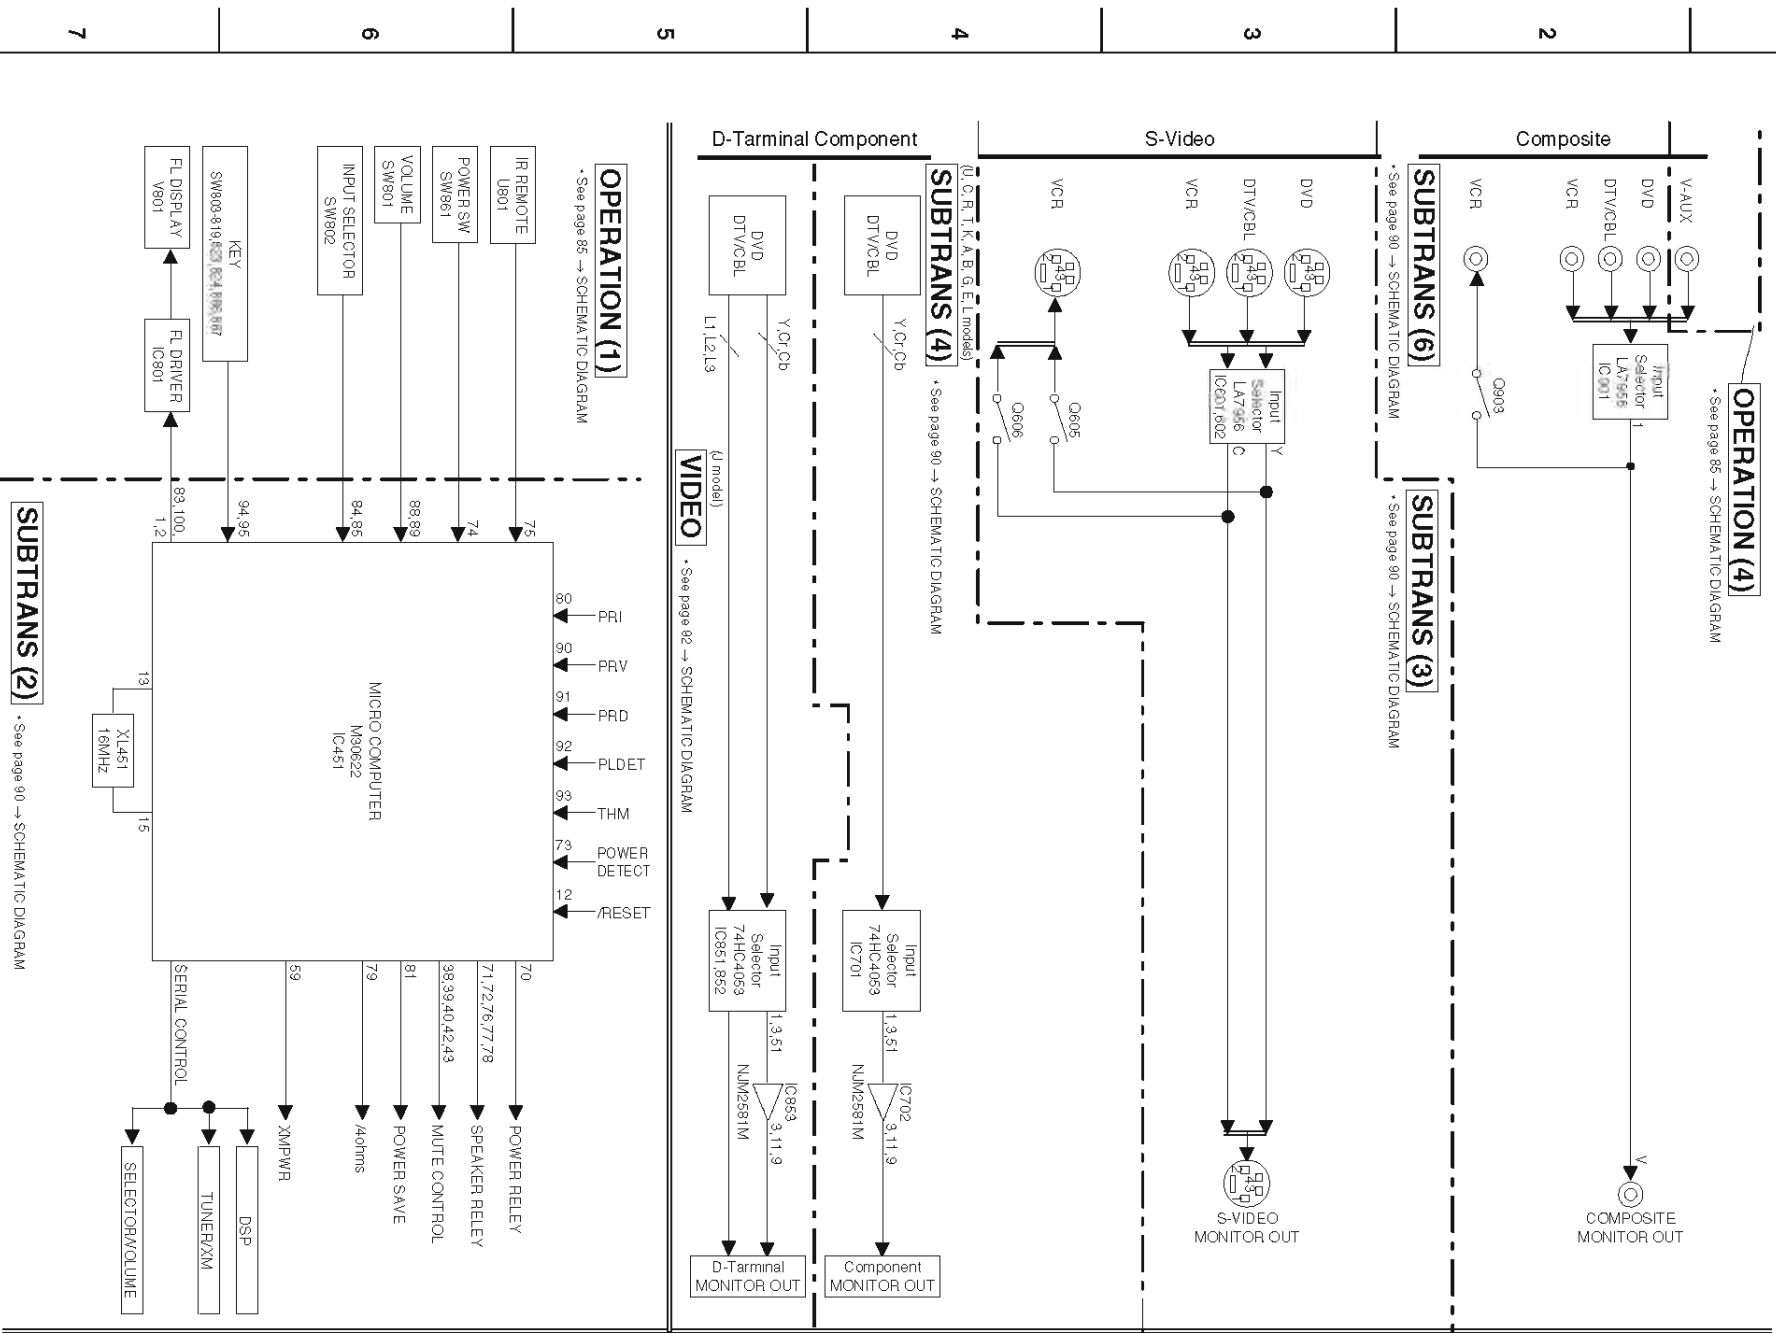 7
6
5
4
3
2
D-Tarminal Component
S-Video
Composite
OPERATION (4)
* See page 85 → SCHEMATIC DIAGRAM
V-AUX
DVD
DTV/CBL
VCR
VCR
Input
Selector
1
Q903
V
COMPOSITE
MONITOR OUT
SUBTRANS (6)
* See page 90 → SCHEMATIC DIAGRAM
SUBTRANS (3)
* See page 90 → SCHEMATIC DIAGRAM
DVD
DTV/CBL
VCR
VCR
Input
Selector
LA7956
IC601,602
Y
C
Q605
Q606
S-VIDEO
MONITOR OUT
(U, C, R, T, K, A, B, G, E, L models)
SUBTRANS (4)
* See page 90 → SCHEMATIC DIAGRAM
DVD
DTV/CBL
Y,Cr,Cb
Input
Selector
74HC4053
IC701
1,3,51
IC702
NJM2581M
3,11,9
Component
MONITOR OUT
DVD
DTV/CBL
Y,Cr,Cb
L1,L2,L3
Input
Selector
74HC4053
IC851,852
1,3,51
IC853
NJM2581M
3,11,9
D-Tarminal
MONITOR OUT
(J model)
VIDEO
* See page 92 → SCHEMATIC DIAGRAM
OPERATION (1)
* See page 85 → SCHEMATIC DIAGRAM
IR REMOTE
U801
POWER SW
SW861
VOLUME
SW801
INPUT SELECTOR
SW802
KEY
FL DISPLAY
V801
FL DRIVER
IC801
75
74
88,89
84,85
94,95
83,100,
1,2
80
PRI
90
PRV
91
PRD
92
PLDET
93
THM
73
POWER
DETECT
12
/RESET
MICRO COMPUTER
M30622
IC451
13
15
XL451
16MHz
70
POWER RELEY
71,72,76,77,78
SPEAKER RELEY
38,39,40,42,43
MUTE CONTROL
81
POWER SAVE
79
/4ohms
59
XMPWR
SERIAL CONTROL
DSP
TUNER/XM
SELECTOR/VOLUME
SUBTRANS (2)
* See page 90 → SCHEMATIC DIAGRAM